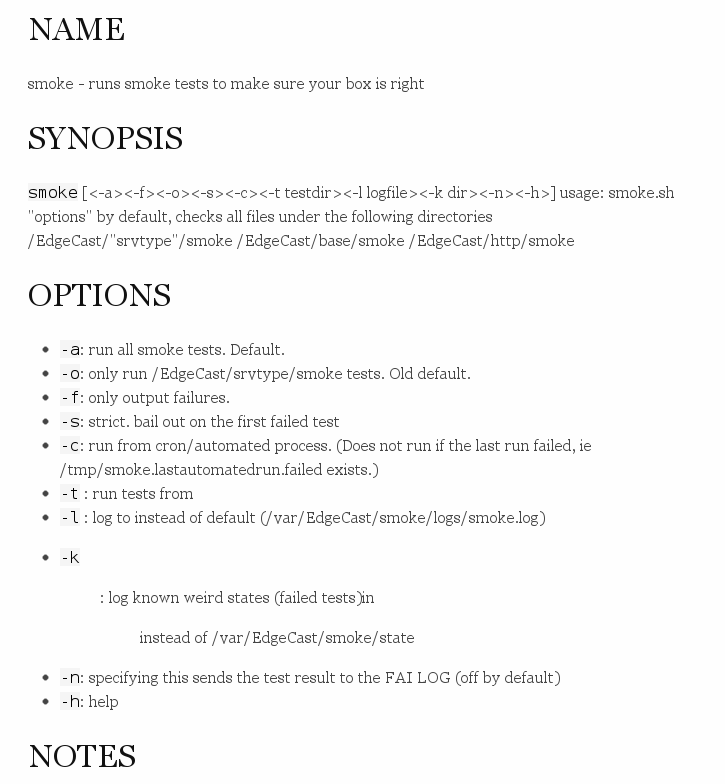 NAME
smoke - runs smoke tests to make sure your box is right
SYNOPSIS
smoke [<-a><-f><-o><-s><-c><-t testdir><-l logfile><-k dir><-n><-h>] usage: smoke.sh
"options" by default, checks all files under the following directories
/EdgeCast/"srvtype"/smoke /EdgeCast/base/smoke /EdgeCast/http/smoke
OPTIONS
• -a: run all smoke tests. Default.
• -o: only run /EdgeCast/srvtype/smoke tests. Old default.
• -f: only output failures.
• -s: strict. bail out on the first failed test
• -c: run from cron/automated process. (Does not run if the last run failed, ie
/tmp/smoke.lastautomatedrun.failed exists.)
• -t : run tests from
• -l : log to instead of default (/var/EdgeCast/smoke/logs/smoke.log)
• -k
: log known weird states (failed tests)in
instead of /var/EdgeCast/smoke/state
• -n: specifying this sends the test result to the FAI LOG (off by default)
• -h: help
NOTES